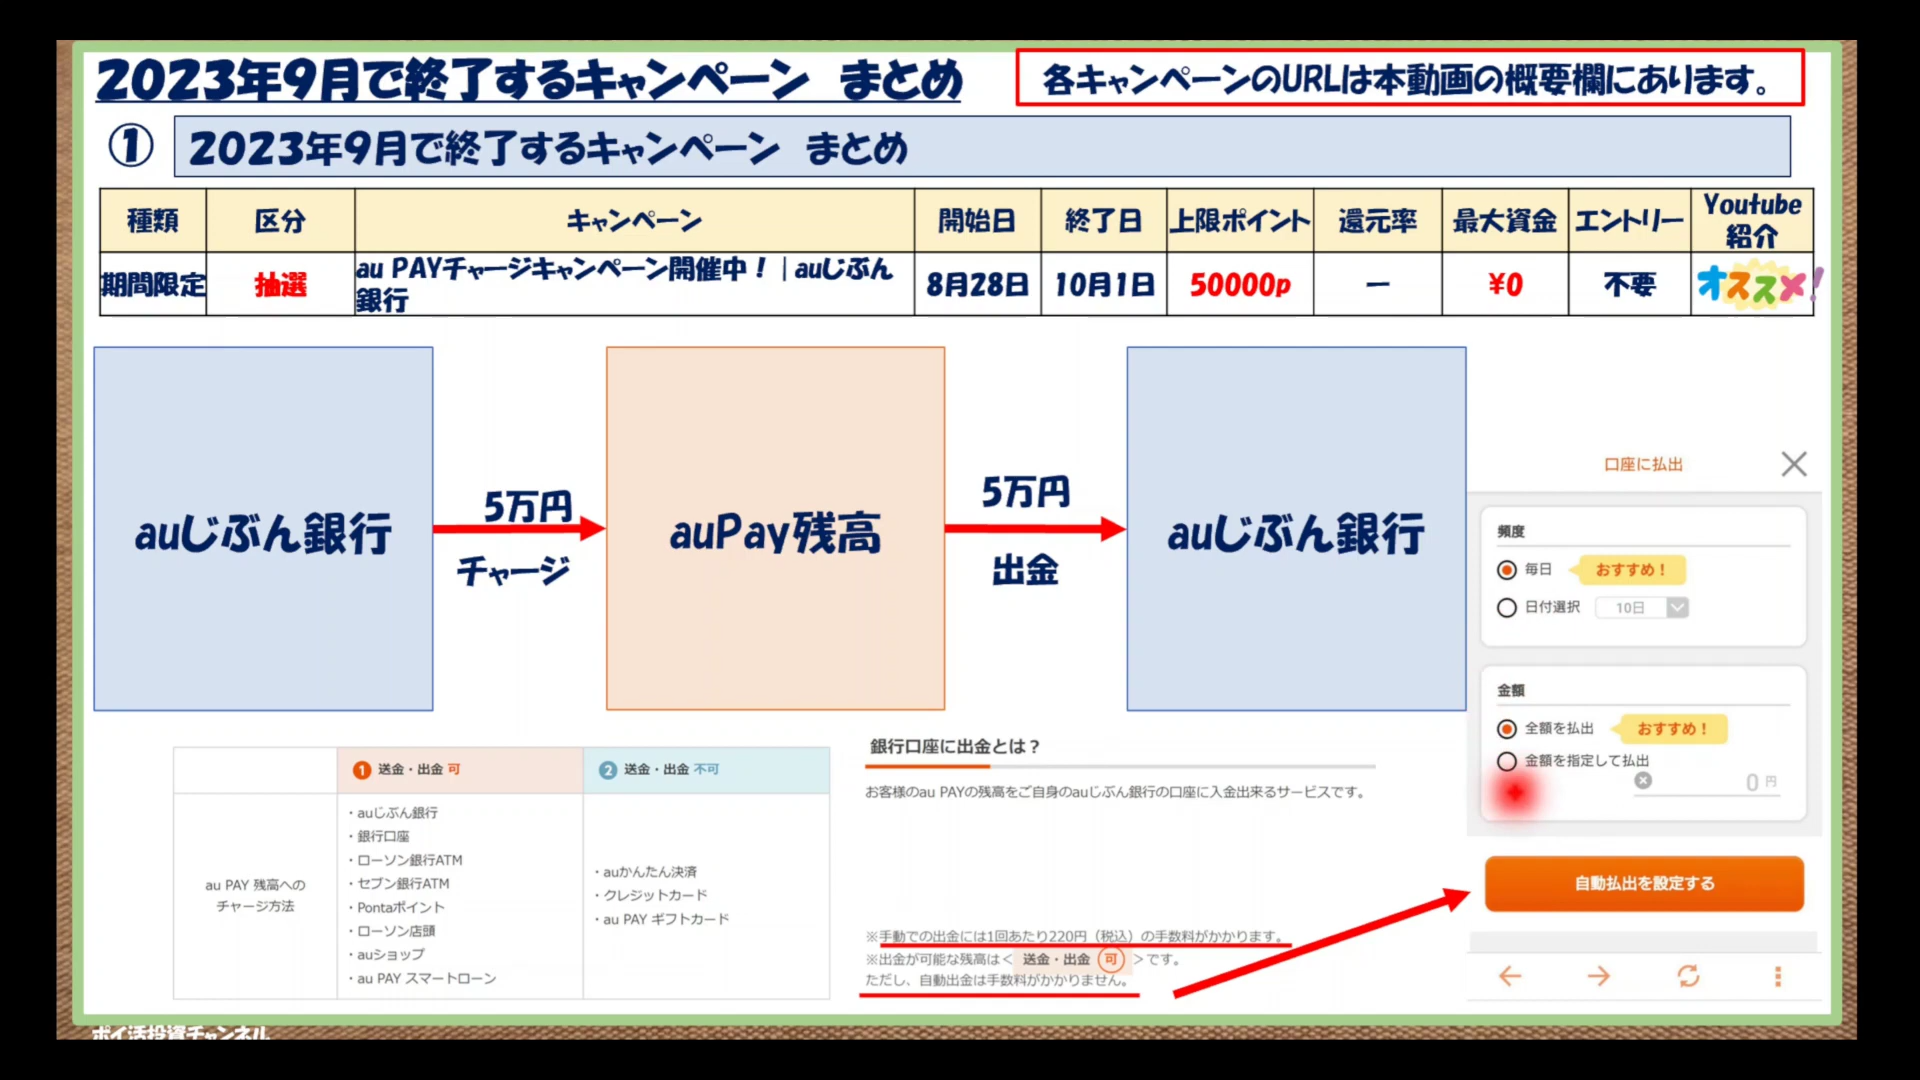 2023年9月で終了するキャンペーン まとめ
各キャンペーンのURLは本動画の概要欄にあります。
① 2023年9月で終了するキャンペーン まとめ
種類 区分 キャンペーン 開始日 終了日 上限ポイント 還元率 最大資金 エントリー Youtube
紹介
期間限定 抽選 au PAYチャージキャンペーン開催中！｜auじぶん
銀行
8月28日 10月1日 50000p ー ¥0 不要 オススメ!
auじぶん銀行
5万円
チャージ
auPay残高
5万円
出金
auじぶん銀行
口座に払出
頻度
毎日 おすすめ！
日付選択 10日
金額
全額を払出 おすすめ！
金額を指定して払出
0 円
自動払出を設定する
1 送金・出金 可
2 送金・出金 不可
au PAY 残高への
チャージ方法
・auじぶん銀行
・銀行口座
・ローソン銀行ATM
・セブン銀行ATM
・Pontaポイント
・ローソン店頭
・auショップ
・au PAY スマートローン
・auかんたん決済
・クレジットカード
・au PAY ギフトカード
銀行口座に出金とは？
お客様のau PAYの残高をご自身のauじぶん銀行の口座に入金出来るサービスです。
※手動での出金には1回あたり220円（税込）の手数料がかかります。
※出金が可能な残高は＜ 送金・出金 可 ＞です。
ただし、自動出金は手数料がかかりません。
ポイ活投資チャンネル